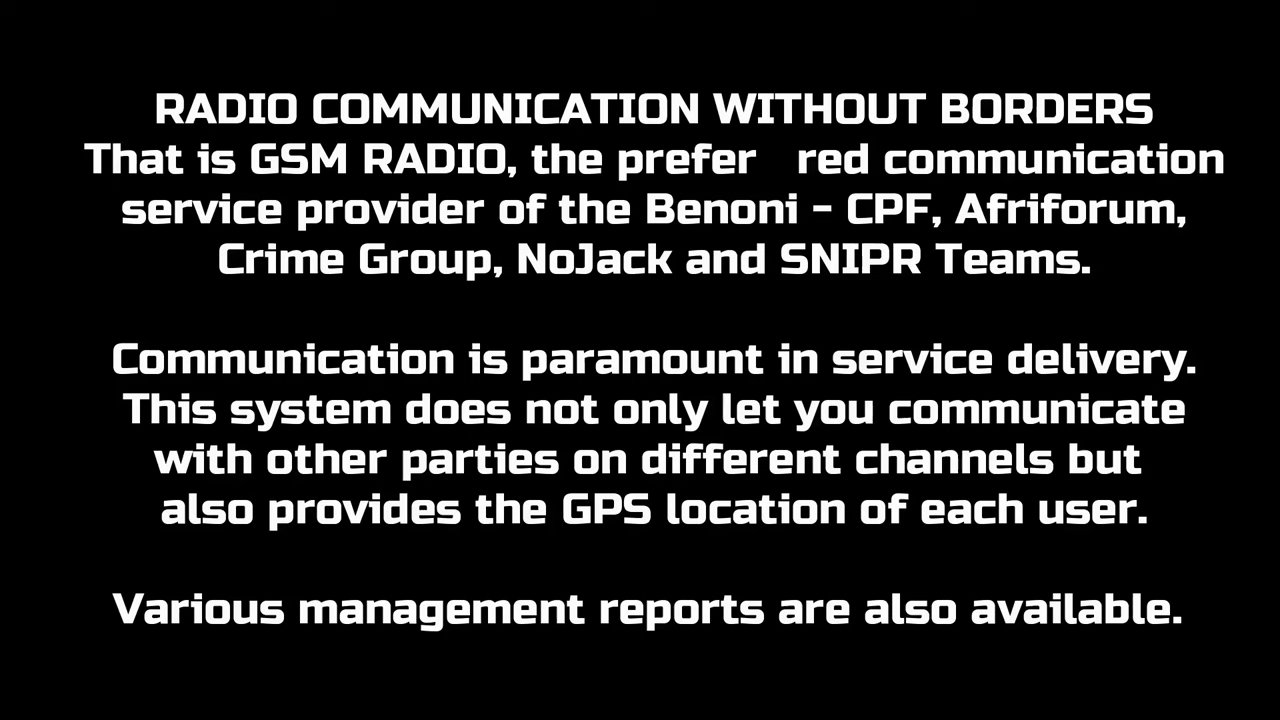 RADIO COMMUNICATION WITHOUT BORDERS
That is GSM RADIO, the prefer   red communication
service provider of the Benoni - CPF, Afriforum,
Crime Group, NoJack and SNIPR Teams.
Communication is paramount in service delivery.
This system does not only let you communicate
with other parties on different channels but
also provides the GPS location of each user.
Various management reports are also available.